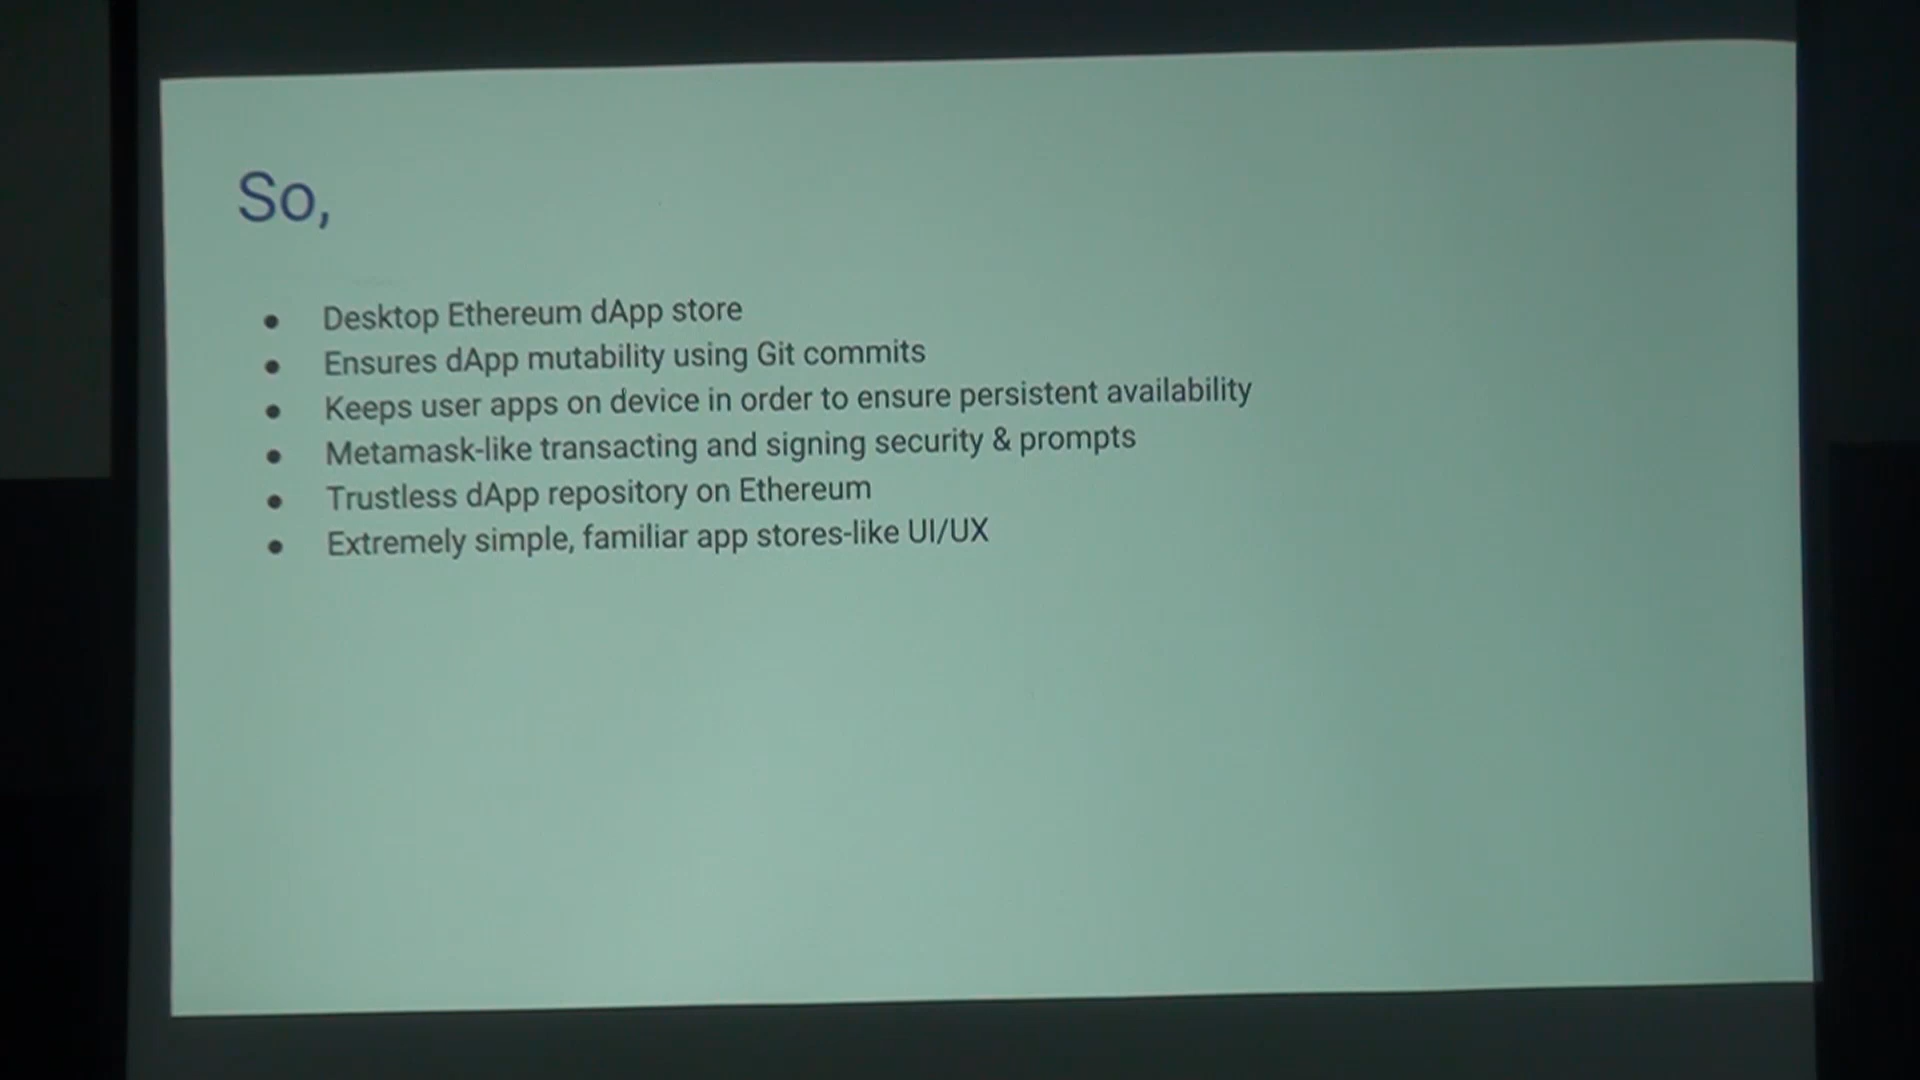 So,
● Desktop Ethereum dApp store
● Ensures dApp mutability using Git commits
● Keeps user apps on device in order to ensure persistent availability
● Metamask-like transacting and signing security & prompts
● Trustless dApp repository on Ethereum
● Extremely simple, familiar app stores-like UI/UX